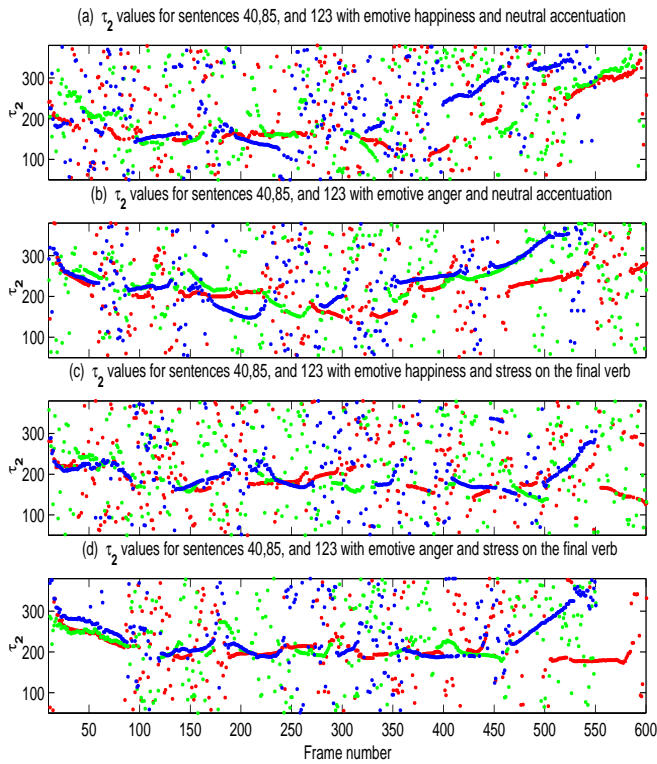 (a) τ2 values for sentences 40,85, and 123 with emotive happiness and neutral accentuation
300
200
100
τ2
(b) τ2 values for sentences 40,85, and 123 with emotive anger and neutral accentuation
300
200
100
τ2
(c) τ2 values for sentences 40,85, and 123 with emotive happiness and stress on the final verb
300
200
100
τ2
(d) τ2 values for sentences 40,85, and 123 with emotive anger and stress on the final verb
300
200
100
τ2
50 100 150 200 250 300 350 400 450 500 550 600
Frame number